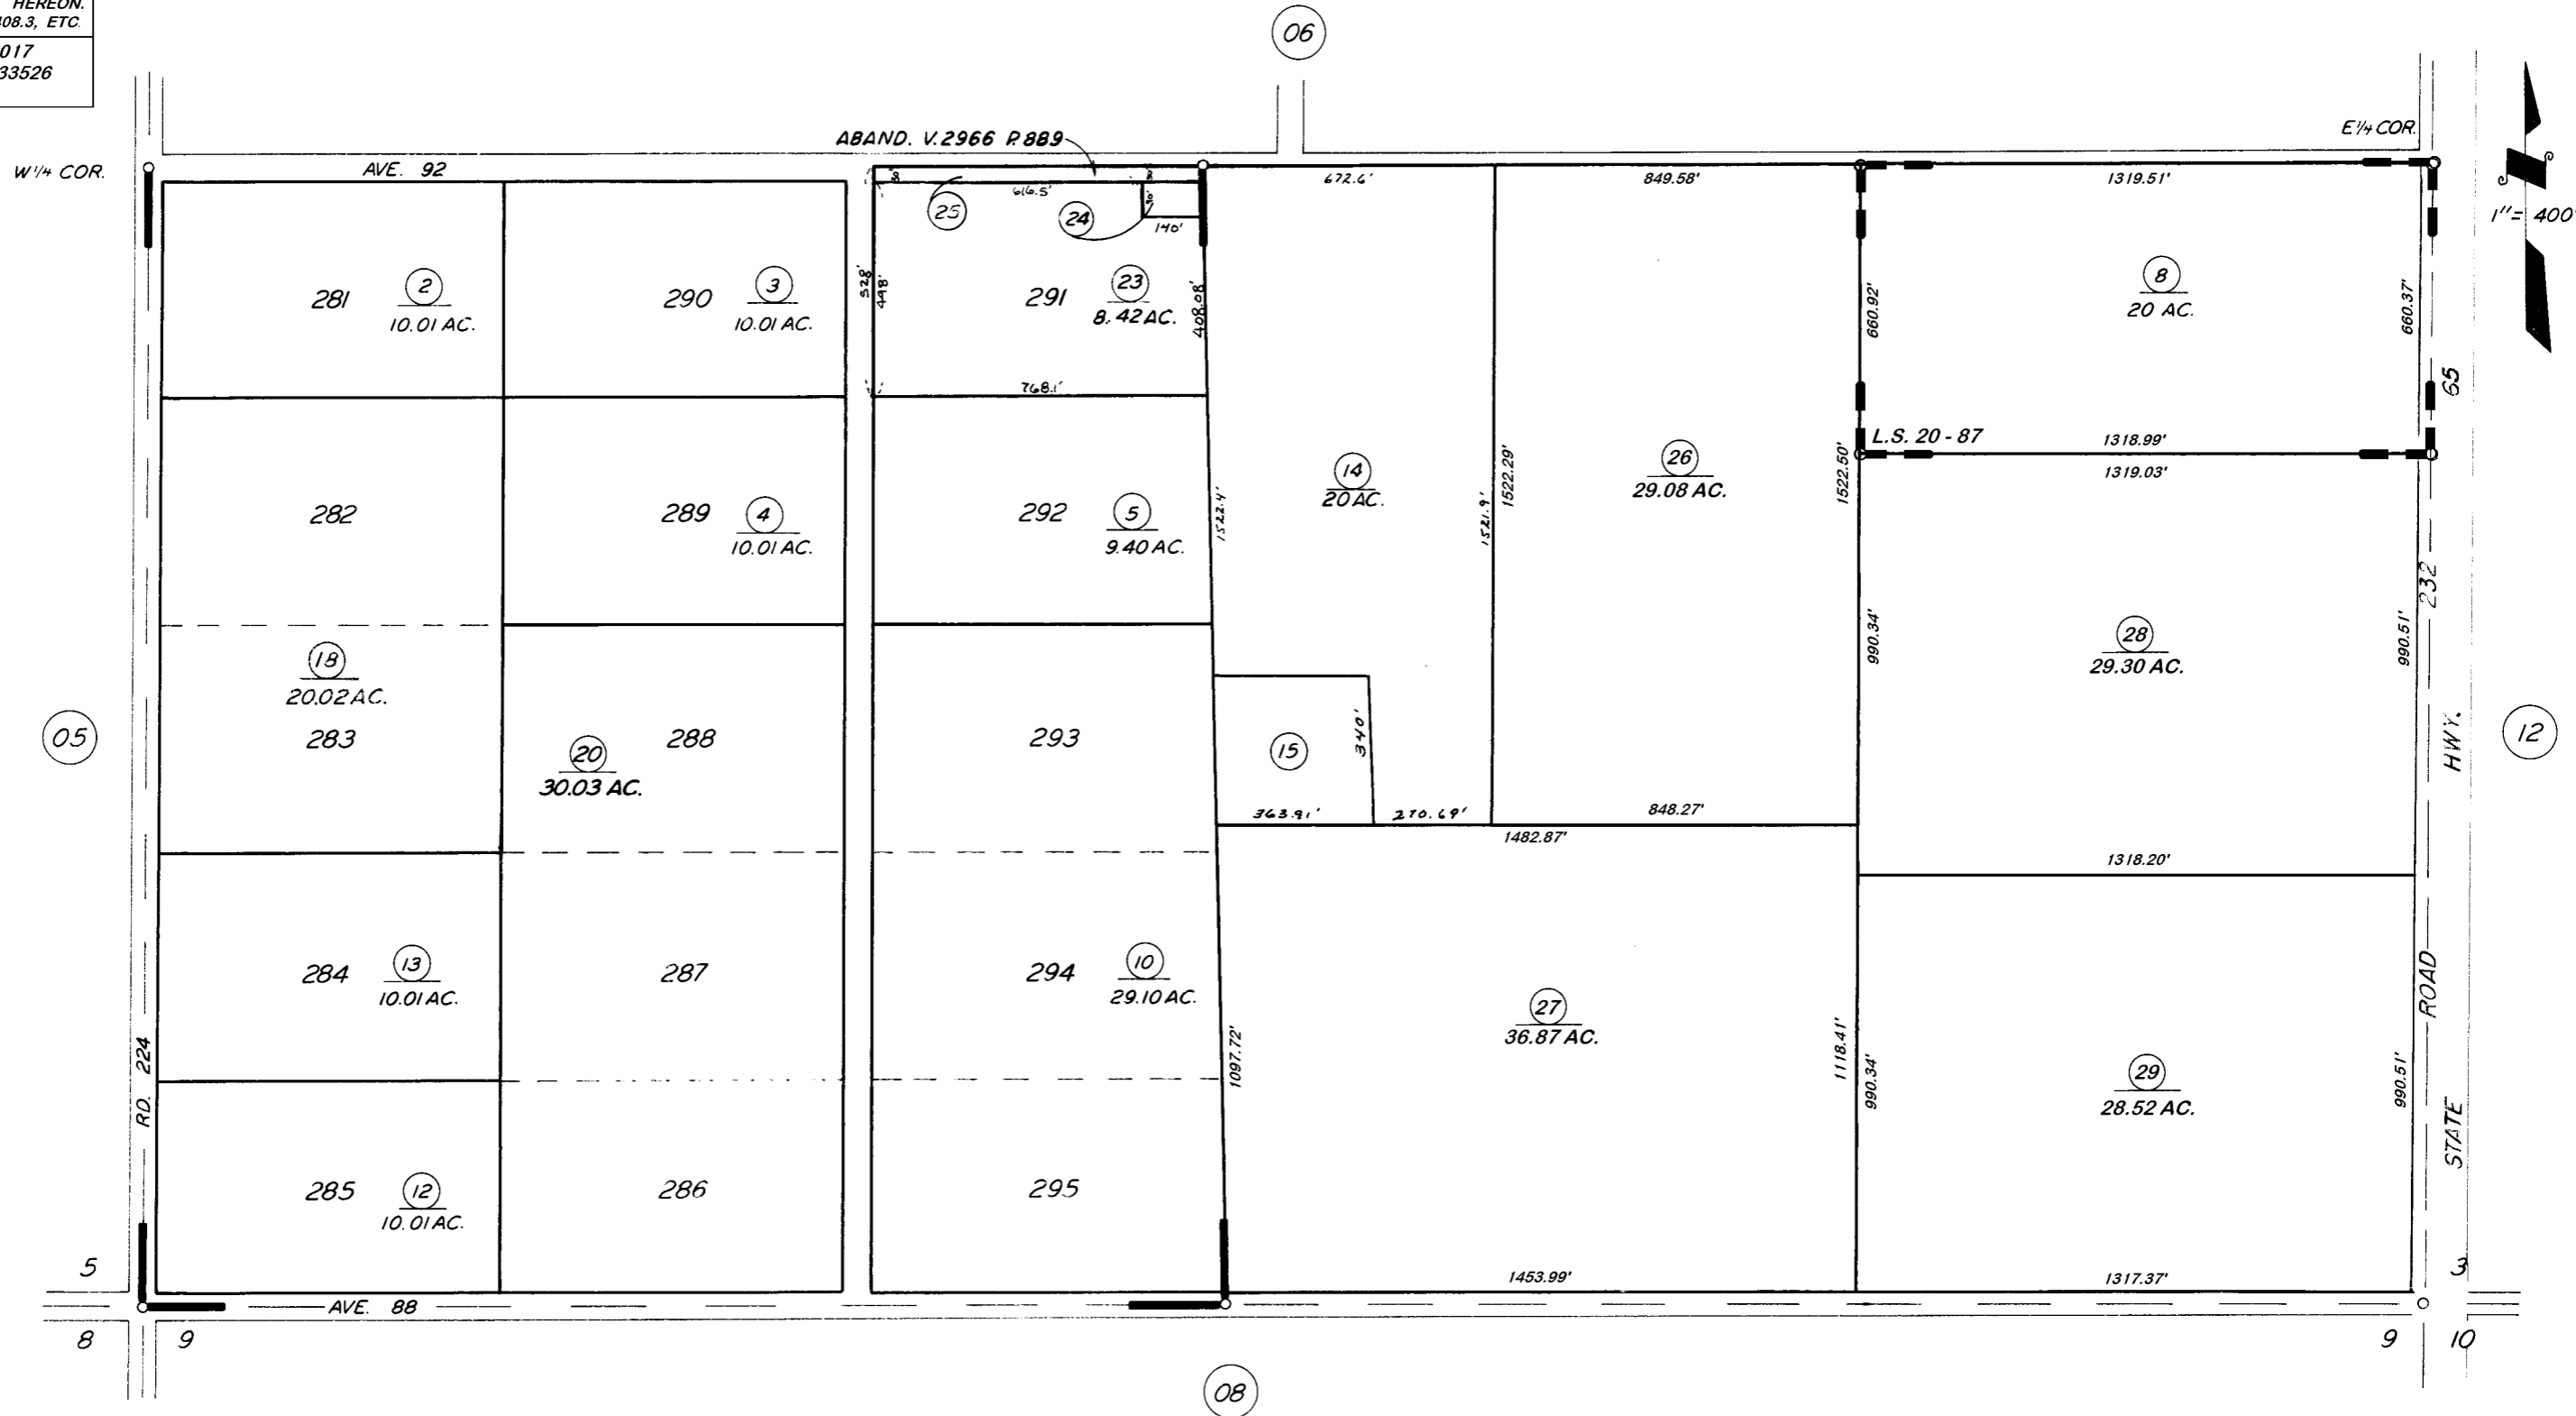 HEREON.
408.3, ETC.
017
33526
06
ABAND. V.2966 P.889
E 1/4 COR.
W 1/4 COR.
AVE. 92
30'
30'
616.5'
25
24
90'
140'
672.6'
849.58'
1319.51'
1"= 400'
281
2
10.01 AC.
290
3
10.01 AC.
528'
498'
291
23
8.42 AC.
408.08'
660.92'
8
20 AC.
660.37'
768.1'
65
L.S. 20 - 87
1318.99'
1319.03'
282
289
4
10.01 AC.
292
5
9.40 AC.
1522.4'
14
20 AC.
1521.9'
1522.29'
26
29.08 AC.
1522.50'
232
990.34'
28
29.30 AC.
990.51'
18
20.02 AC.
283
20
30.03 AC.
288
293
340'
15
363.91'
270.69'
848.27'
1482.87'
1318.20'
05
HWY.
12
284
13
10.01 AC.
287
294
10
29.10 AC.
27
36.87 AC.
ROAD
RD. 224
1097.72'
1118.41'
990.34'
29
28.52 AC.
990.51'
STATE
285
12
10.01 AC.
286
295
5
1453.99'
1317.37'
3
AVE. 88
8
9
9
10
08